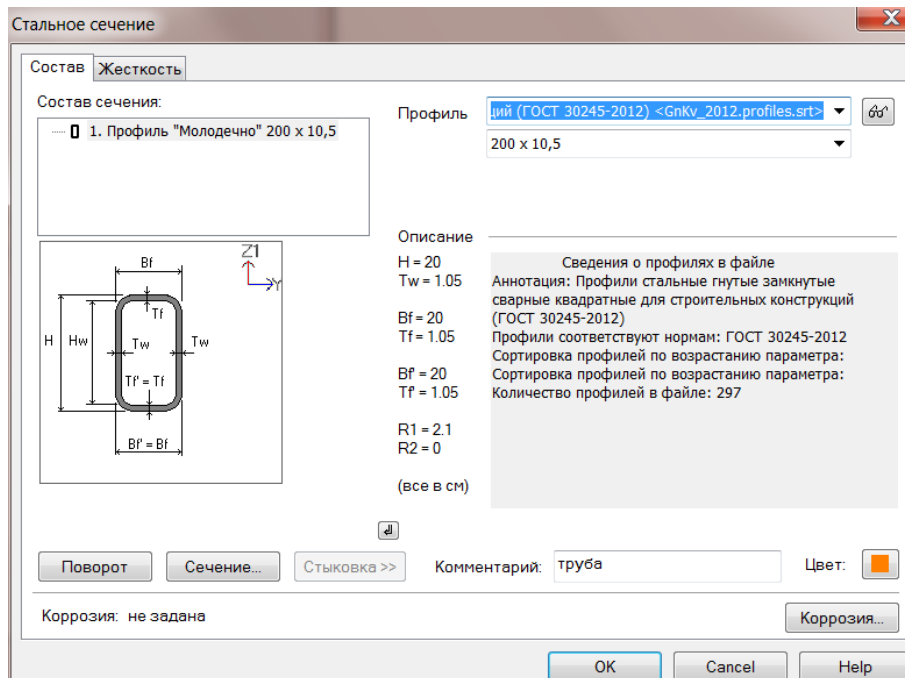 Стальное сечение
Состав Жесткость
Состав сечения:
1. Профиль "Молодечно" 200 x 10,5
Профиль
ций (ГОСТ 30245-2012) <GnKv_2012.profiles.srt>
200 x 10,5
Z1
Y
Bf
Tf
H
Hw
Tw
Tw
Tf' = Tf
Bf' = Bf
Описание
H = 20
Tw = 1.05
Bf = 20
Tf = 1.05
Bf' = 20
Tf' = 1.05
R1 = 2.1
R2 = 0
(все в см)
Сведения о профилях в файле
Аннотация: Профили стальные гнутые замкнутые
сварные квадратные для строительных конструкций
(ГОСТ 30245-2012)
Профили соответствуют нормам: ГОСТ 30245-2012
Сортировка профилей по возрастанию параметра:
Сортировка профилей по возрастанию параметра:
Количество профилей в файле: 297
Поворот Сечение... Стыковка >> Комментарий: труба Цвет:
Коррозия: не задана Коррозия...
OK Cancel Help